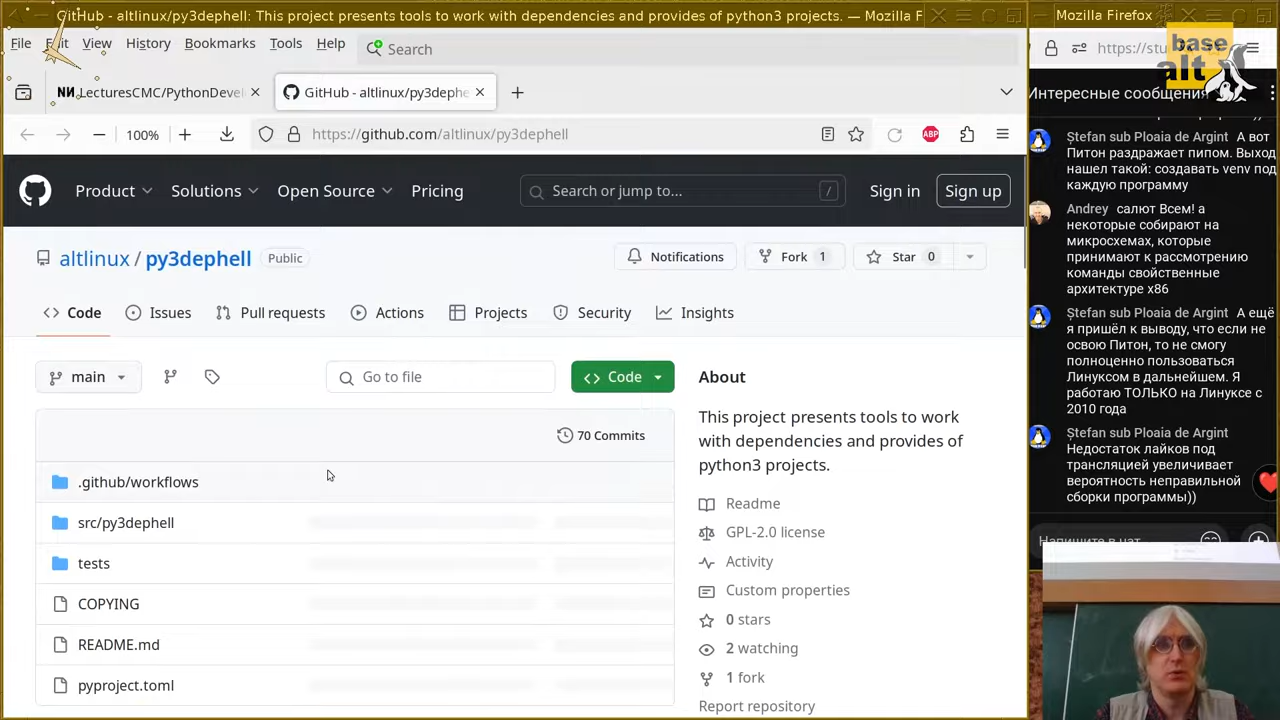 GitHub - altlinux/py3dephell: This project presents tools to work with dependencies and provides of python3 projects. — Mozilla F
Mozilla Firefox
File Edit View History Bookmarks Tools Help
Search
LecturesCMC/PythonDevel
GitHub - altlinux/py3dephe
100%
https://github.com/altlinux/py3dephell
ABP
Product
Solutions
Open Source
Pricing
Search or jump to...
/
Sign in
Sign up
altlinux / py3dephell
Public
Notifications
Fork 1
Star 0
Code
Issues
Pull requests
Actions
Projects
Security
Insights
main
Go to file
Code
70 Commits
.github/workflows
src/py3dephell
tests
COPYING
README.md
pyproject.toml
About
This project presents tools to work
with dependencies and provides of
python3 projects.
Readme
GPL-2.0 license
Activity
Custom properties
0 stars
2 watching
1 fork
Report repository
https://stu
base
alt
Интересные сообщения
Ștefan sub Ploaia de Argint А вот
Питон раздражает пипом. Выход
нашел такой: создавать venv под
каждую программу
Andrey салют Всем! а
некоторые собирают на
микросхемах, которые
принимают к рассмотрению
команды свойственные
архитектуре x86
Ștefan sub Ploaia de Argint А ещё
я пришёл к выводу, что если не
освою Питон, то не смогу
полноценно пользоваться
Линуксом в дальнейшем. Я
работаю ТОЛЬКО на Линуксе с
2010 года
Ștefan sub Ploaia de Argint
Недостаток лайков под
трансляцией увеличивает
вероятность неправильной
сборки программы))
Напишите в чат